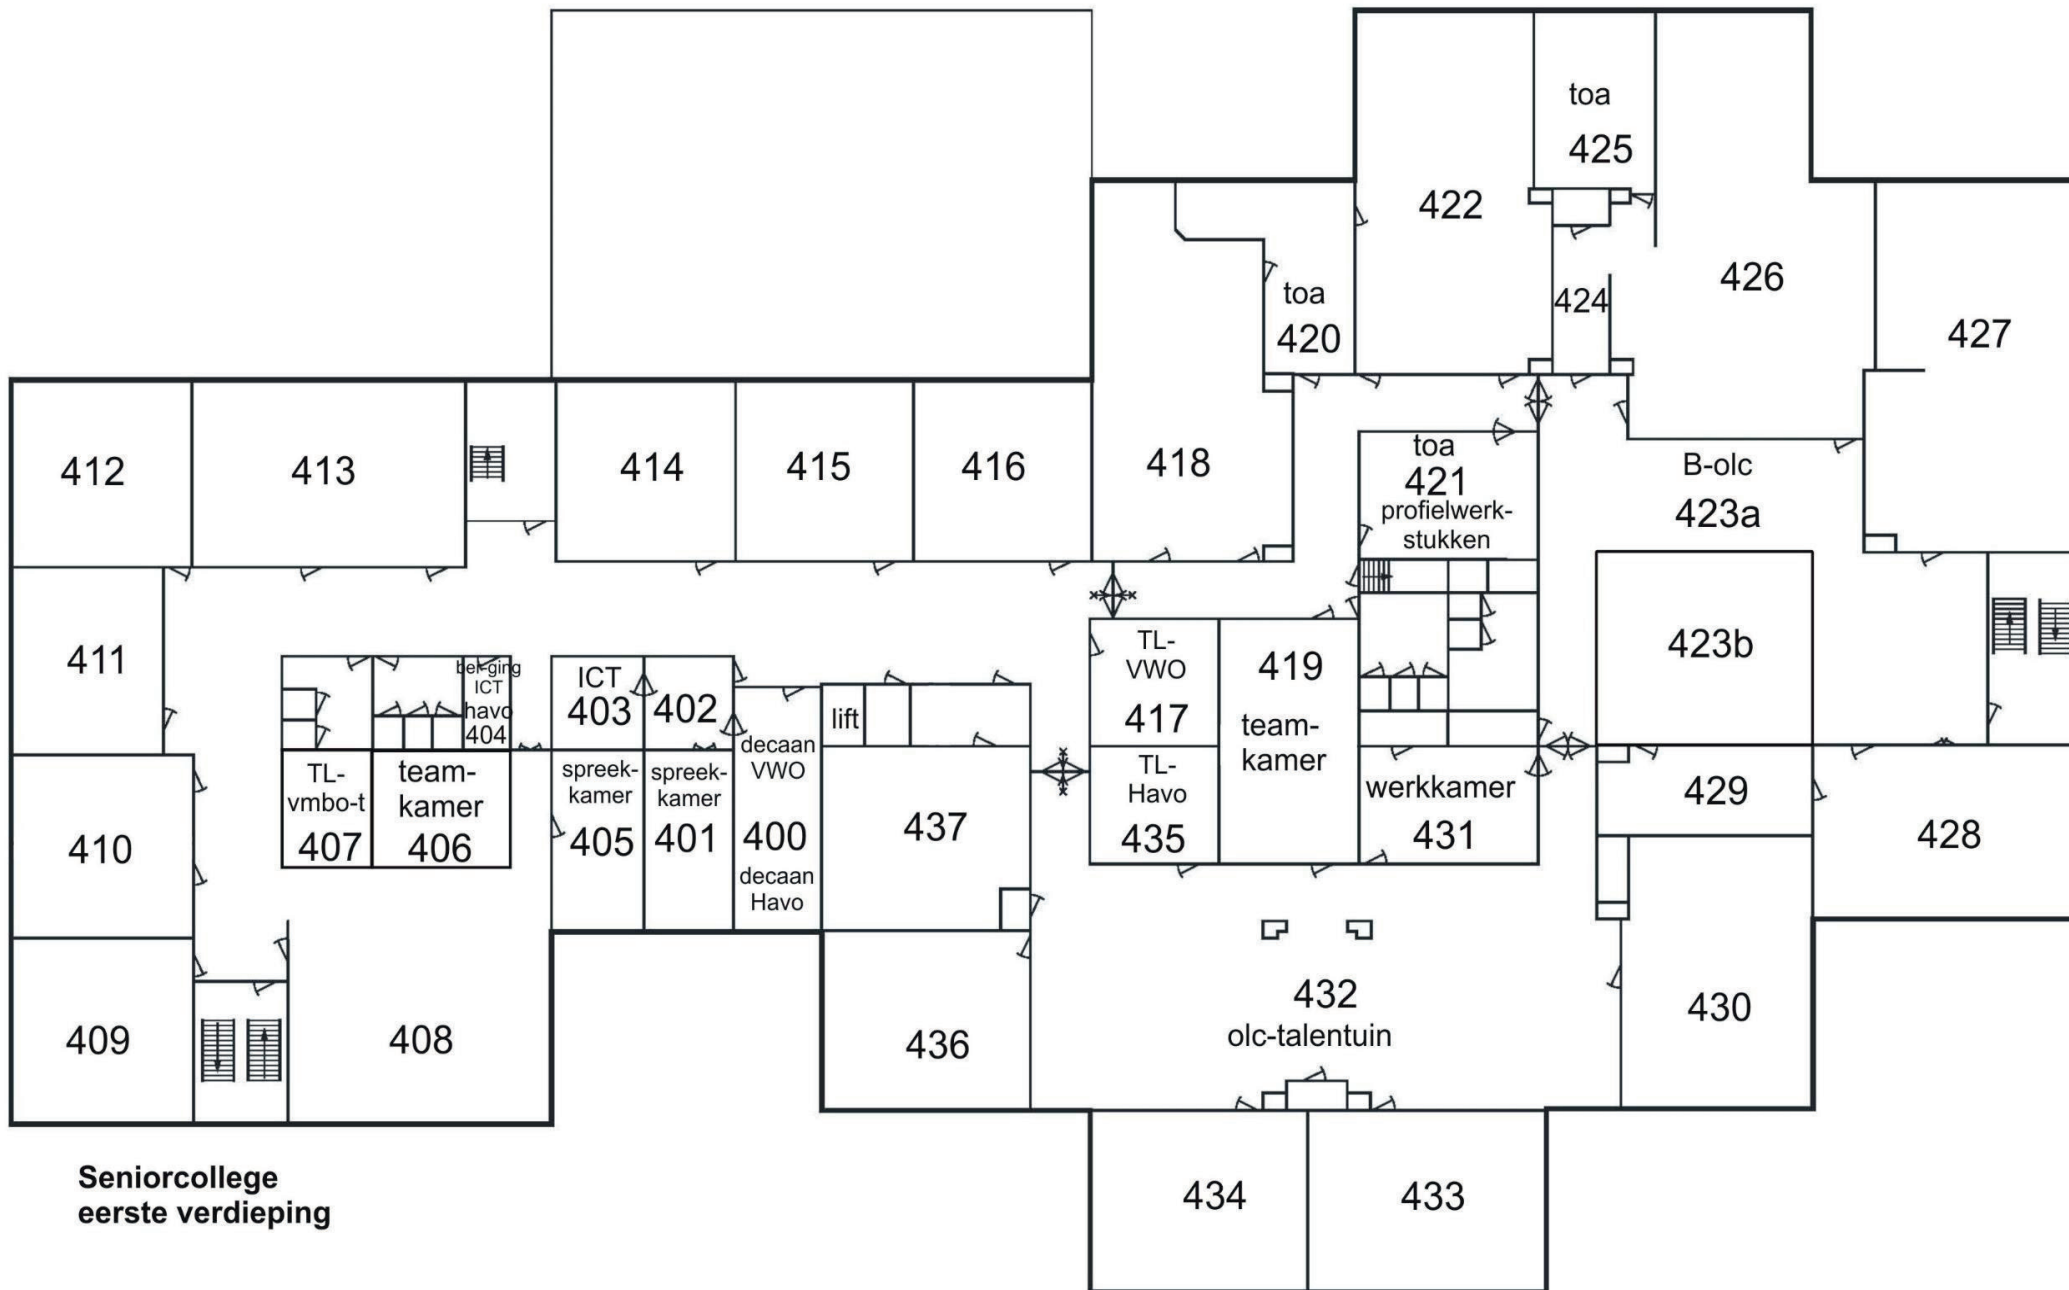 toa
425
422
426
424
toa
420
427
412
413
414
415
416
418
toa
421
profielwerk-
stukken
B-olc
423a
423b
411
ber-ging
ICT
havo
404
ICT
403
402
lift
TL-
VWO
417
419
team-
kamer
decaan
VWO
400
decaan
Havo
TL-
vmbo-t
407
team-
kamer
406
spreek-
kamer
405
spreek-
kamer
401
437
TL-
Havo
435
werkkamer
431
429
428
410
430
409
408
436
432
olc-talentuin
434
433
Seniorcollege
eerste verdieping